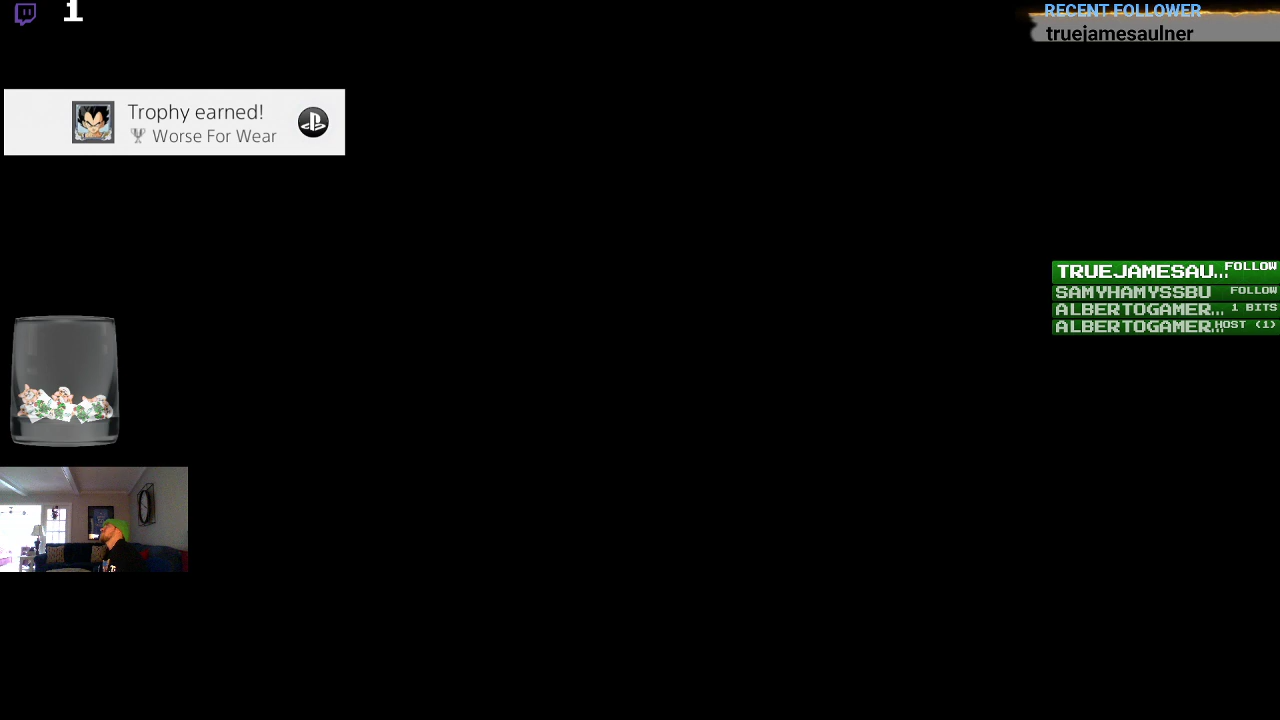 1
RECENT FOLLOWER
truejamesaulner
Trophy earned!
Worse For Wear
TRUEJAMESAU... FOLLOW
SAMYHAMYSSBU FOLLOW
ALBERTOGAMER... 1 BITS
ALBERTOGAMER... HOST (1)